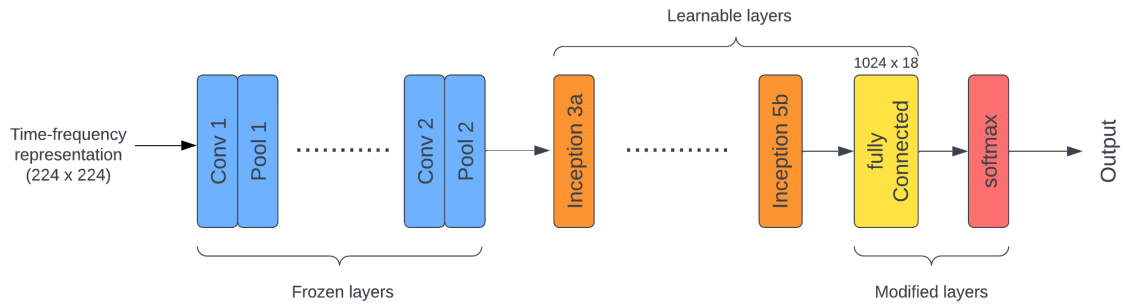 Learnable layers
1024 x 18
Time-frequency
representation
(224 x 224)
Conv 1
Pool 1
Conv 2
Pool 2
Inception 3a
Inception 5b
fully
Connected
softmax
Output
Frozen layers
Modified layers